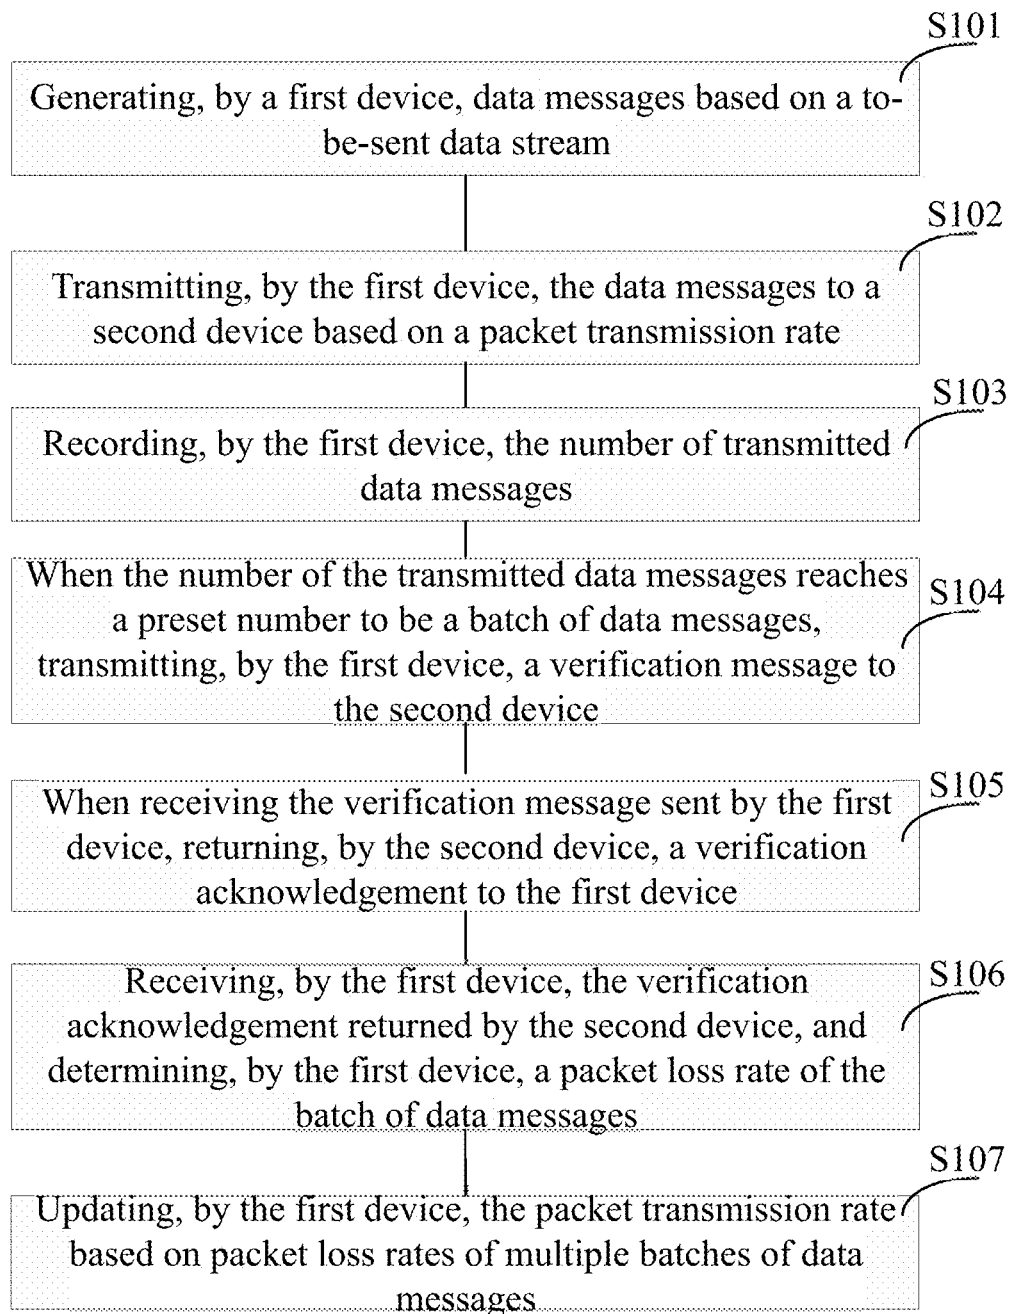 S101
Generating, by a first device, data messages based on a to-
be-sent data stream
S102
Transmitting, by the first device, the data messages to a
second device based on a packet transmission rate
S103
Recording, by the first device, the number of transmitted
data messages
S104
When the number of the transmitted data messages reaches
a preset number to be a batch of data messages,
transmitting, by the first device, a verification message to
the second device
S105
When receiving the verification message sent by the first
device, returning, by the second device, a verification
acknowledgement to the first device
S106
Receiving, by the first device, the verification
acknowledgement returned by the second device, and
determining, by the first device, a packet loss rate of the
batch of data messages
S107
Updating, by the first device, the packet transmission rate
based on packet loss rates of multiple batches of data
messages